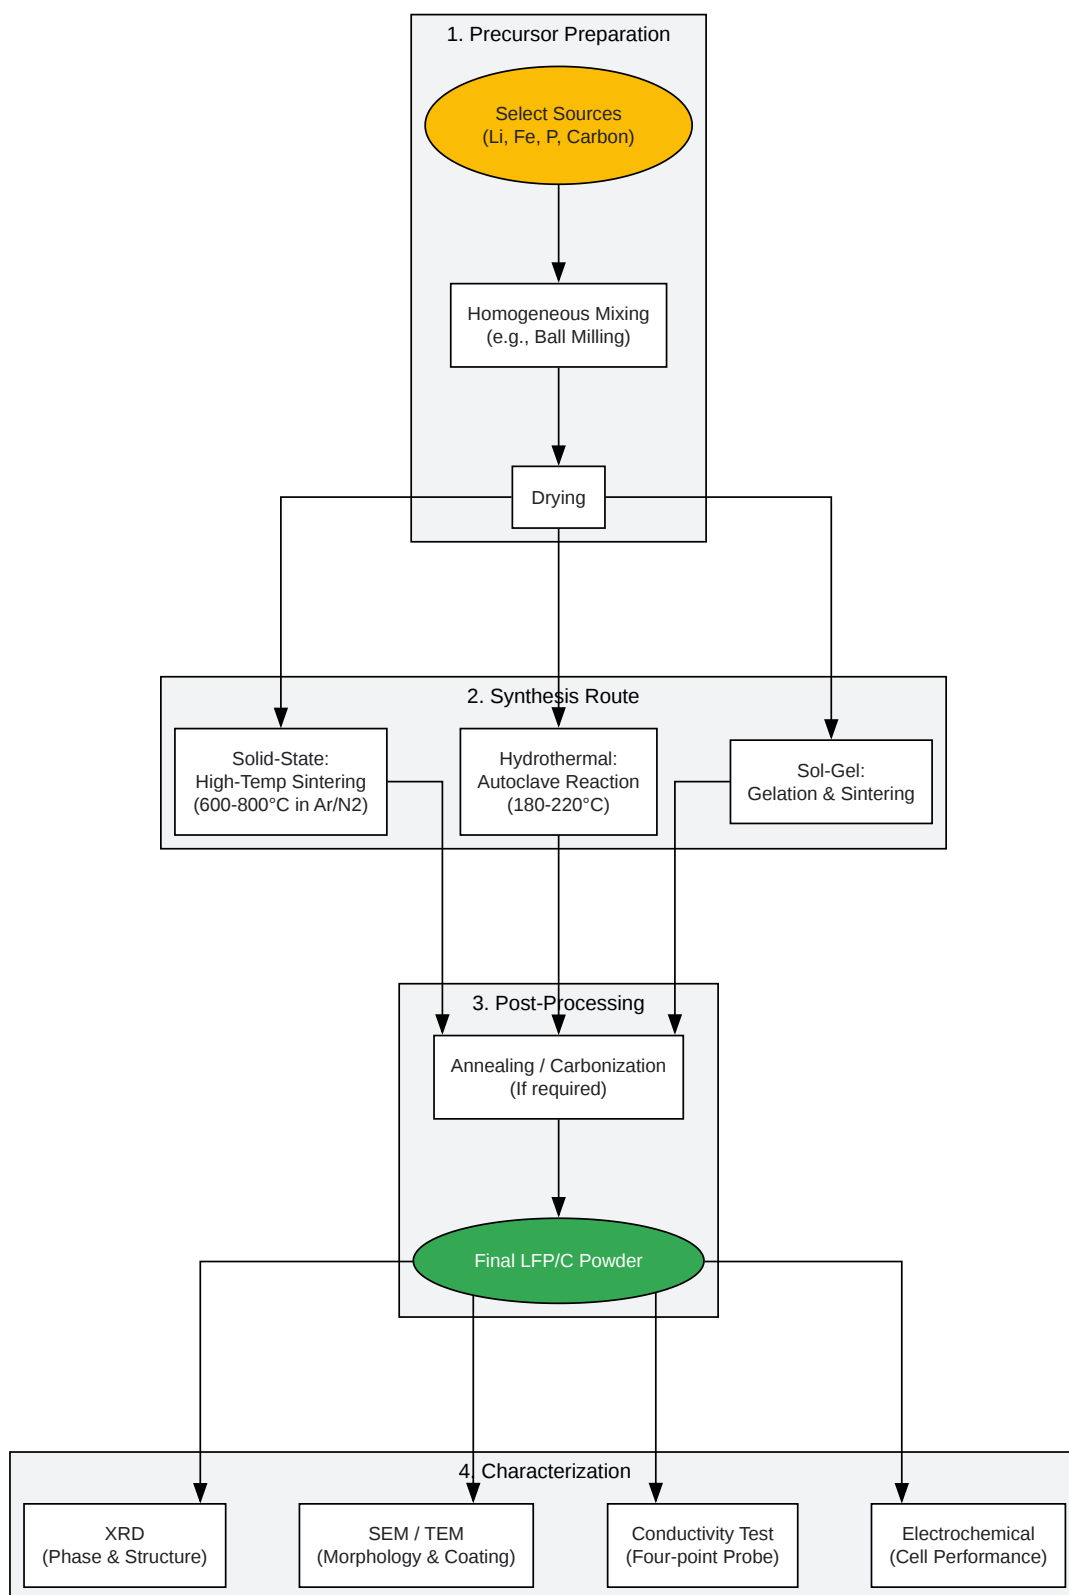 1. Precursor Preparation
Select Sources
(Li, Fe, P, Carbon)
Homogeneous Mixing
(e.g., Ball Milling)
Drying
2. Synthesis Route
Solid-State:
High-Temp Sintering
(600-800°C in Ar/N2)
Hydrothermal:
Autoclave Reaction
(180-220°C)
Sol-Gel:
Gelation & Sintering
3. Post-Processing
Annealing / Carbonization
(If required)
Final LFP/C Powder
4. Characterization
XRD
(Phase & Structure)
SEM / TEM
(Morphology & Coating)
Conductivity Test
(Four-point Probe)
Electrochemical
(Cell Performance)